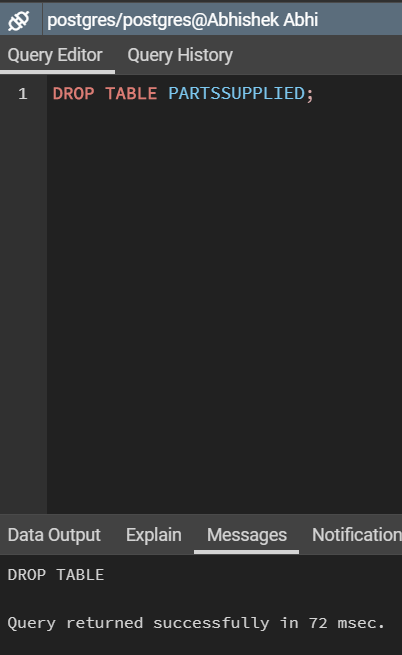 postgres/postgres@Abhishek Abhi
Query Editor Query History
1 DROP TABLE PARTSSUPPLIED;
Data Output Explain Messages Notification
DROP TABLE
Query returned successfully in 72 msec.